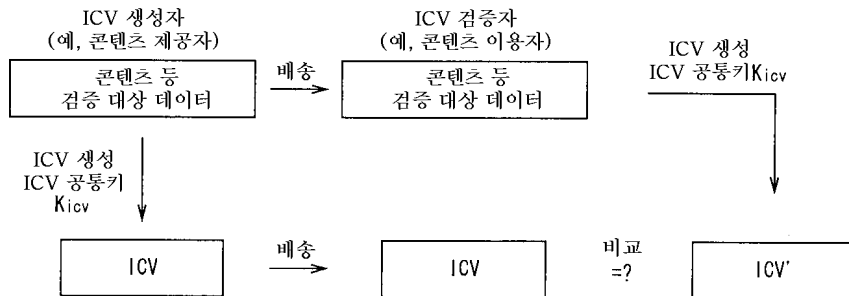 ICV 생성자
(예, 콘텐츠 제공자)
콘텐츠 등
검증 대상 데이터
배송
ICV 검증자
(예, 콘텐츠 이용자)
콘텐츠 등
검증 대상 데이터
ICV 생성
ICV 공통키Kicv
ICV 생성
ICV 공통키
Kicv
ICV
배송
ICV
비교
=?
ICV'